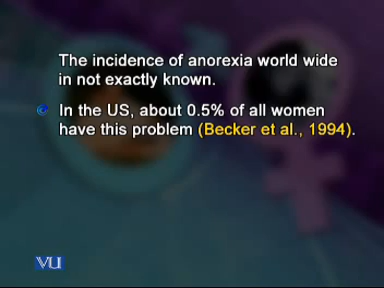 The incidence of anorexia world wide
in not exactly known.
In the US, about 0.5% of all women
have this problem (Becker et al., 1994).
VU